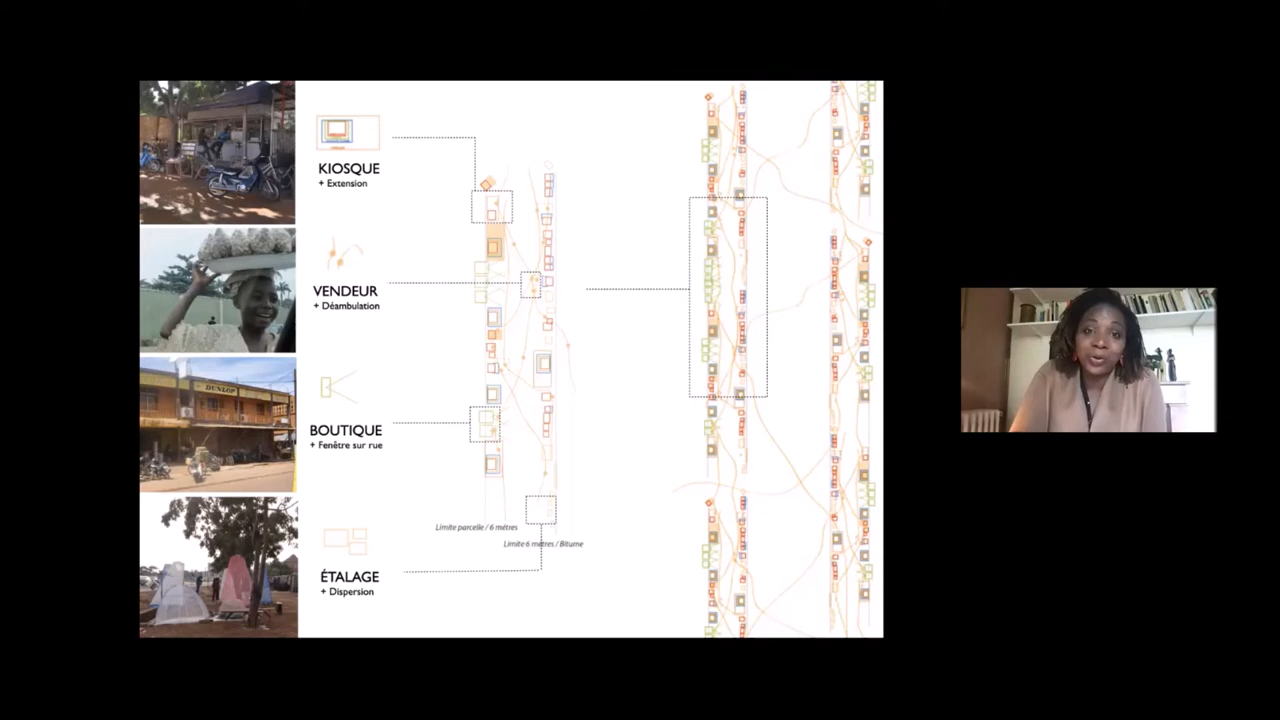 KIOSQUE
+ Extension
VENDEUR
+ Déambulation
DUNLOP
BOUTIQUE
+ Fenêtre sur rue
Limite parcelle / 6 mètres
Limite 6 mètres / Bitume
ÉTALAGE
+ Dispersion